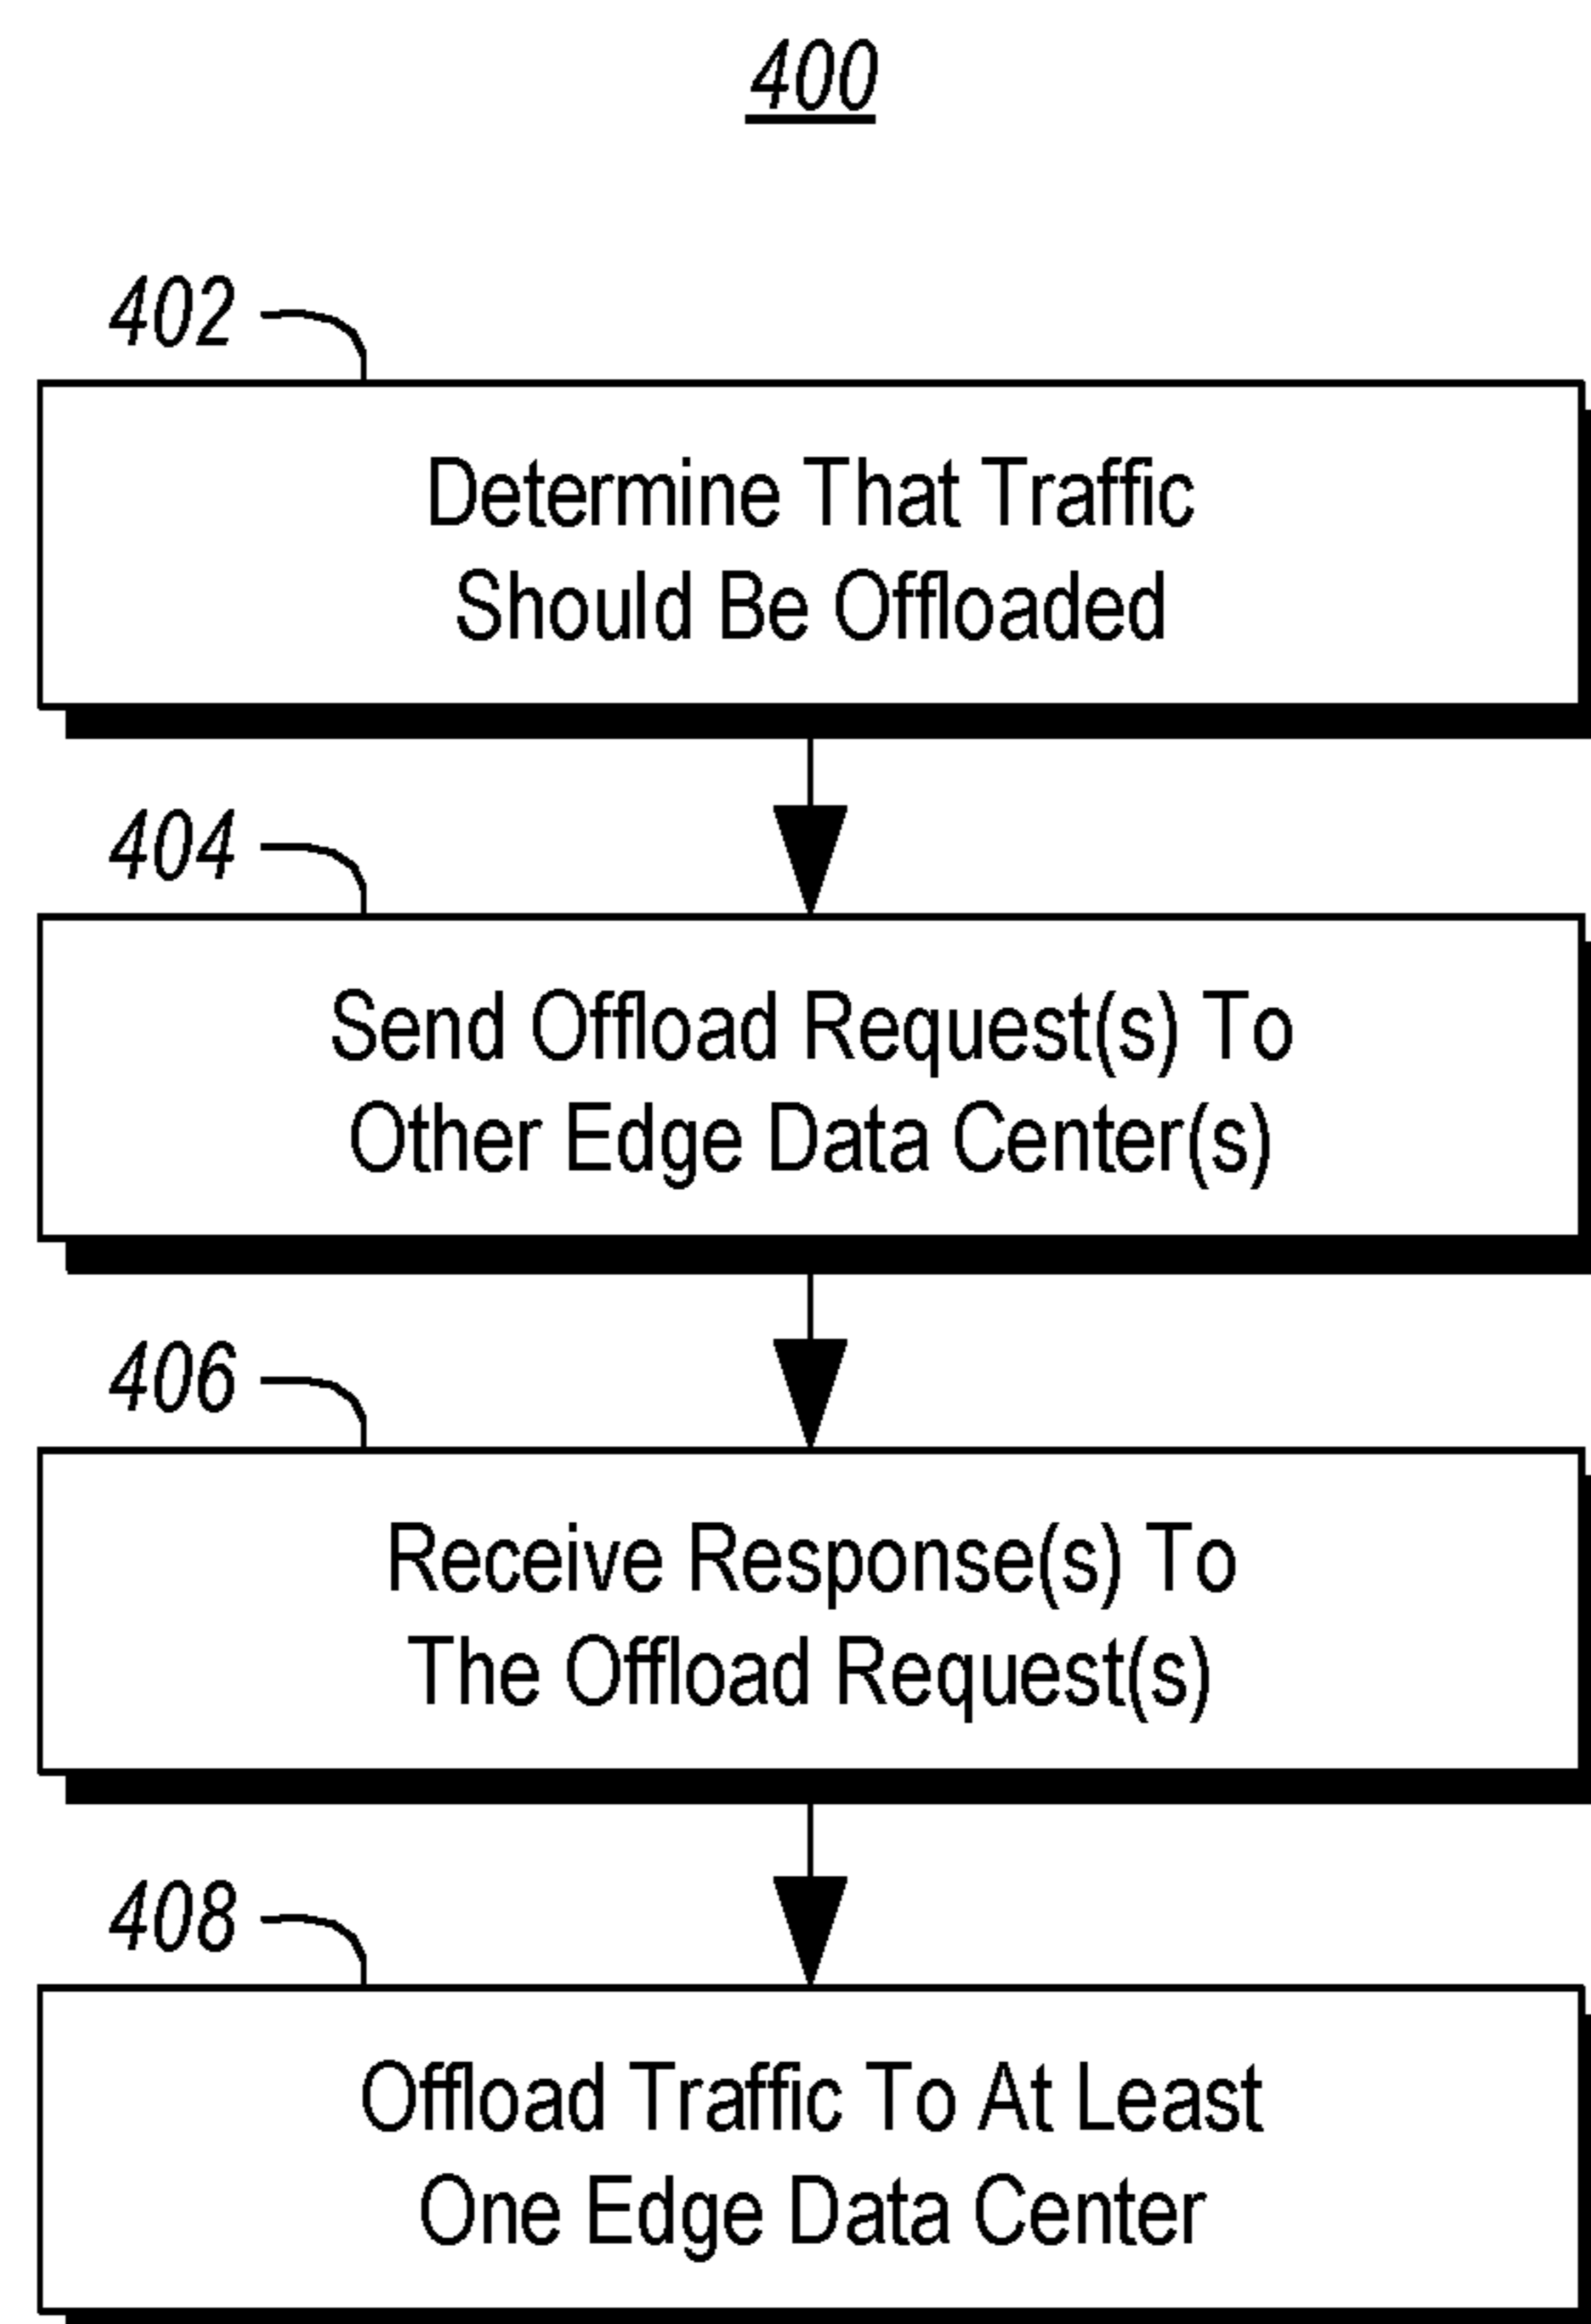 400
402
Determine That Traffic
Should Be Offloaded
404
Send Offload Request(s) To
Other Edge Data Center(s)
406
Receive Response(s) To
The Offload Request(s)
408
Offload Traffic To At Least
One Edge Data Center